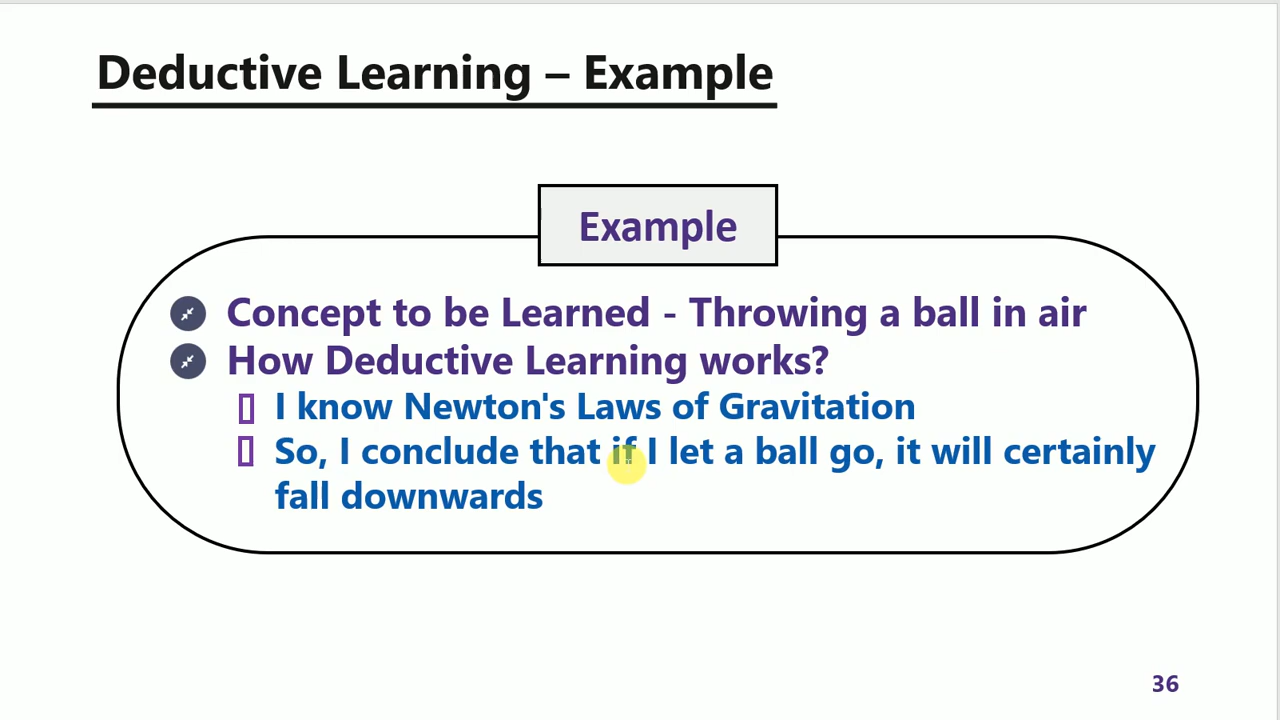 Deductive Learning – Example
Example
Concept to be Learned - Throwing a ball in air
How Deductive Learning works?
I know Newton's Laws of Gravitation
So, I conclude that if I let a ball go, it will certainly
fall downwards
36